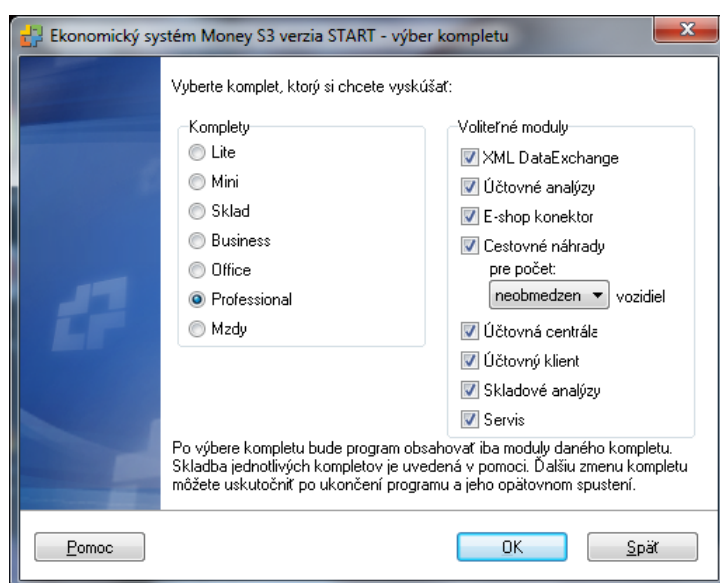 Ekonomický systém Money S3 verzia START - výber kompletu
Vyberte komplet, ktorý si chcete vyskúšať:
Komplety
Lite
Mini
Sklad
Business
Office
Professional
Mzdy
Voliteľné moduly
XML DataExchange
Účtovné analýzy
E-shop konektor
Cestovné náhrady
pre počet:
neobmedzen vozidiel
Účtovná centrála
Účtovný klient
Skladové analýzy
Servis
Po výbere kompletu bude program obsahovať iba moduly daného kompletu.
Skladba jednotlivých kompletov je uvedená v pomoci. Ďalšiu zmenu kompletu
môžete uskutočniť po ukončení programu a jeho opätovnom spustení.
Pomoc
OK
Späť